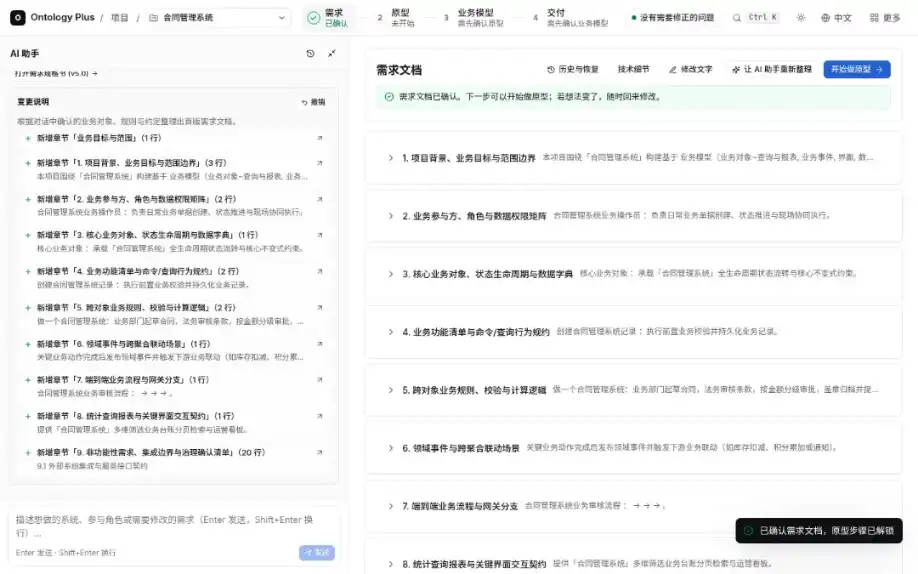 Ontology Plus / 项目 / 合同管理系统
需求 已确认
2 原型 未开始
3 业务模型 需先确认原型
4 交付 需先确认业务模型
没有需要修正的问题
Ctrl K
中文
更多
AI 助手
打开需求规格书 (v5.0) →
变更说明
撤销
根据对话中确认的业务对象、规则与约定整理出首版需求文档。
+ 新增章节「业务目标与范围」(1 行)
+ 新增章节「1. 项目背景、业务目标与范围边界」(3 行)
本项目围绕「合同管理系统」构建基于 业务模型(业务对象-查询与报表, 业务...
+ 新增章节「2. 业务参与方、角色与数据权限矩阵」(2 行)
合同管理系统业务操作员： 负责日常业务单据创建、状态推进与现场协同执行。
+ 新增章节「3. 核心业务对象、状态生命周期与数据字典」(1 行)
核心业务对象： 承载「合同管理系统」全生命周期状态流转与核心不变式约束。
+ 新增章节「4. 业务功能清单与命令/查询行为规约」(2 行)
创建合同管理系统记录： 执行前置业务校验并持久化业务记录。
+ 新增章节「5. 跨对象业务规则、校验与计算逻辑」(2 行)
做一个合同管理系统：业务部门起草合同，法务审核条款，按金额分级审批，...
+ 新增章节「6. 领域事件与跨聚合联动场景」(1 行)
关键业务动作完成后发布领域事件并触发下游业务联动（如库存扣减、积分累...
+ 新增章节「7. 端到端业务流程与网关分支」(1 行)
合同管理系统业务审核流程： → → → 。
+ 新增章节「8. 统计查询报表与关键界面交互契约」(1 行)
提供「合同管理系统」多维筛选业务台账分页检索与运营看板。
+ 新增章节「9. 非功能性需求、集成边界与治理确认清单」(20 行)
9.1 外部系统集成与服务接口契约
描述想做的系统、参与角色或需要修改的需求（Enter 发送，Shift+Enter 换
行）...
Enter 发送 · Shift+Enter 换行
发送
需求文档
历史与恢复
技术细节
修改文字
让 AI 助手重新整理
开始做原型 →
需求文档已确认。下一步可以开始做原型；若想法变了，随时回来修改。
1. 项目背景、业务目标与范围边界 本项目围绕「合同管理系统」构建基于 业务模型（业务对象-查询与报表, 业务事件, 界面, 数...
2. 业务参与方、角色与数据权限矩阵 合同管理系统业务操作员： 负责日常业务单据创建、状态推进与现场协同执行。
3. 核心业务对象、状态生命周期与数据字典 核心业务对象： 承载「合同管理系统」全生命周期状态流转与核心不变式约束。
4. 业务功能清单与命令/查询行为规约 创建合同管理系统记录： 执行前置业务校验并持久化业务记录。
5. 跨对象业务规则、校验与计算逻辑 做一个合同管理系统：业务部门起草合同，法务审核条款，按金额分级审批，盖章归档并提...
6. 领域事件与跨聚合联动场景 关键业务动作完成后发布领域事件并触发下游业务联动（如库存扣减、积分累加或通知）。
7. 端到端业务流程与网关分支 合同管理系统业务审核流程： → → → 。
8. 统计查询报表与关键界面交互契约 提供「合同管理系统」多维筛选业务台账分页检索与运营看板。
已确认需求文档，原型步骤已解锁